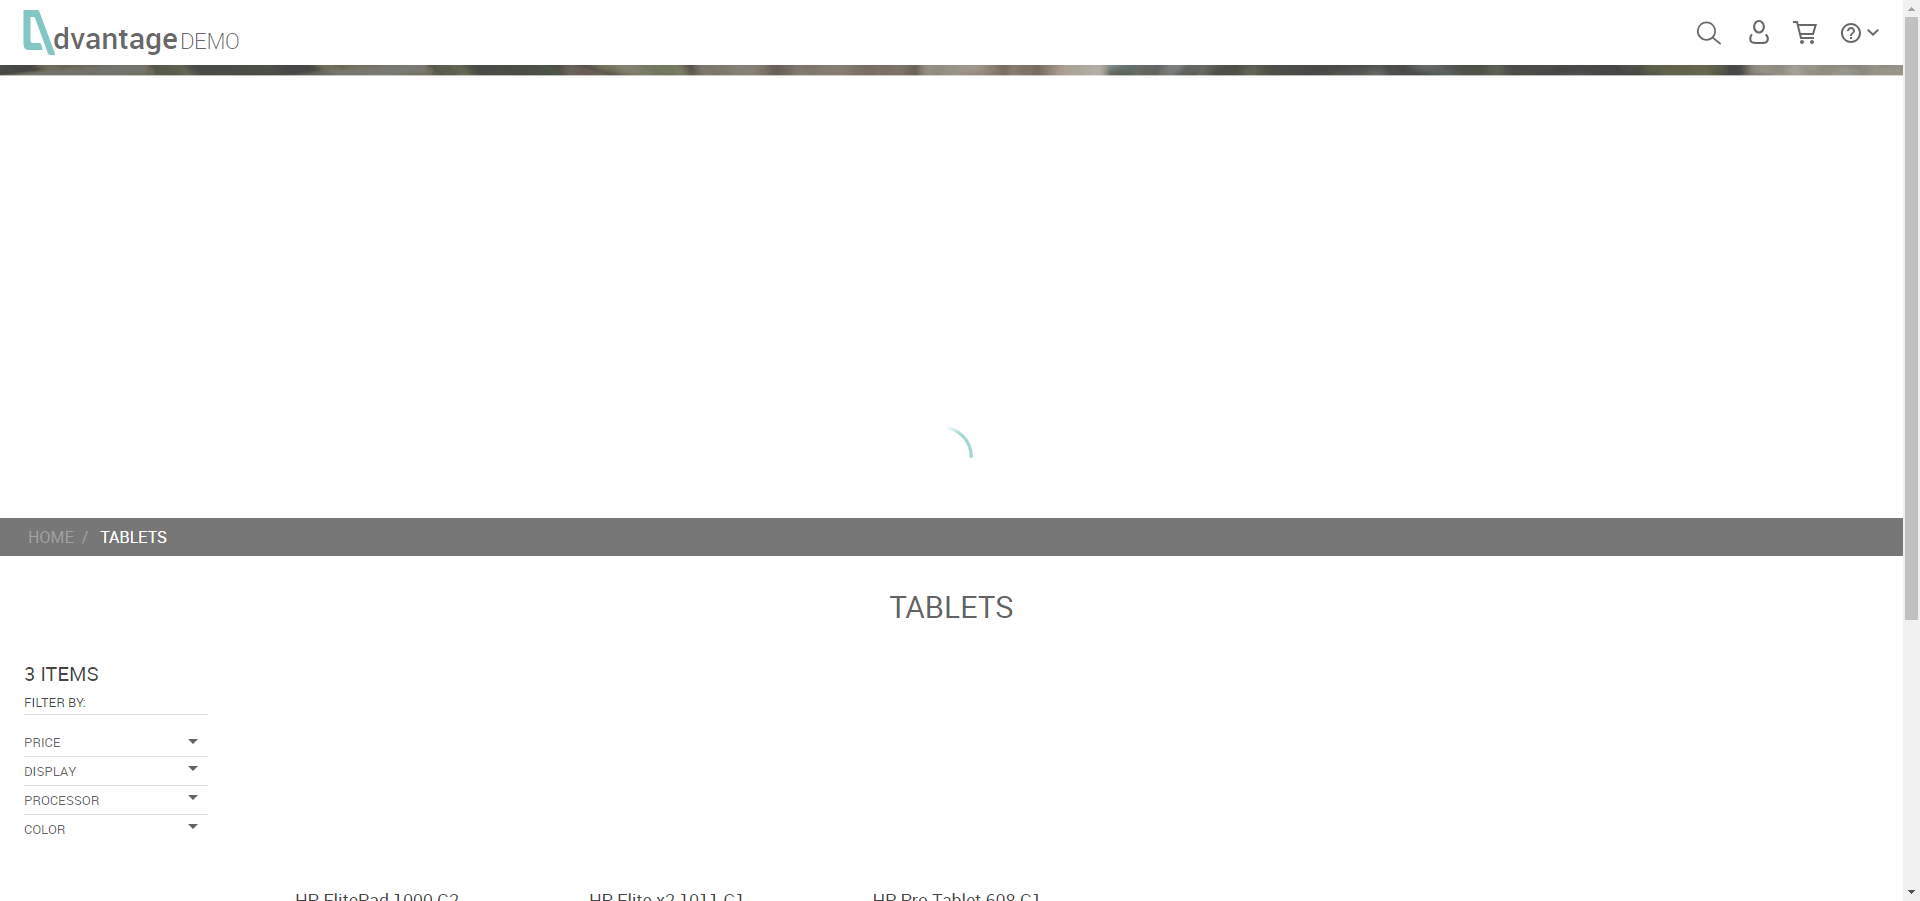 dvantage DEMO
HOME / TABLETS
TABLETS
3 ITEMS
FILTER BY:
PRICE
DISPLAY
PROCESSOR
COLOR
HP ElitePad 1000 G2
HP Elite x2 1011 G1
HP Pro Tablet 608 G1